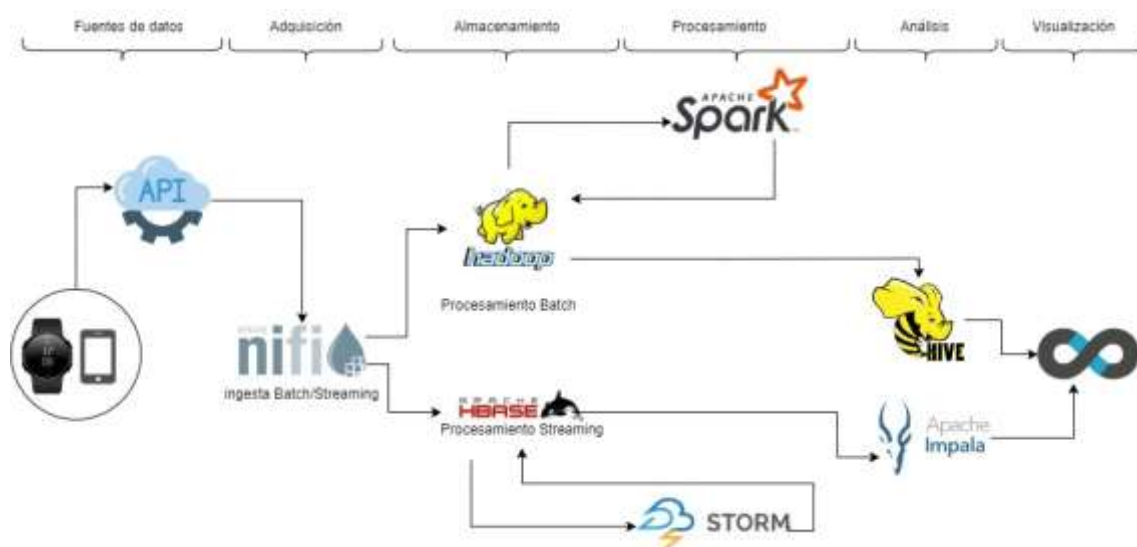 Fuentes de datos
Adquisición
Almacenamiento
Procesamiento
Análisis
Visualización
APACHE
Spark
API
hadoop
Procesamiento Batch
nifi
ingesta Batch/Streaming
HIVE
APACHE
HBASE
Procesamiento Streaming
Apache
Impala
STORM